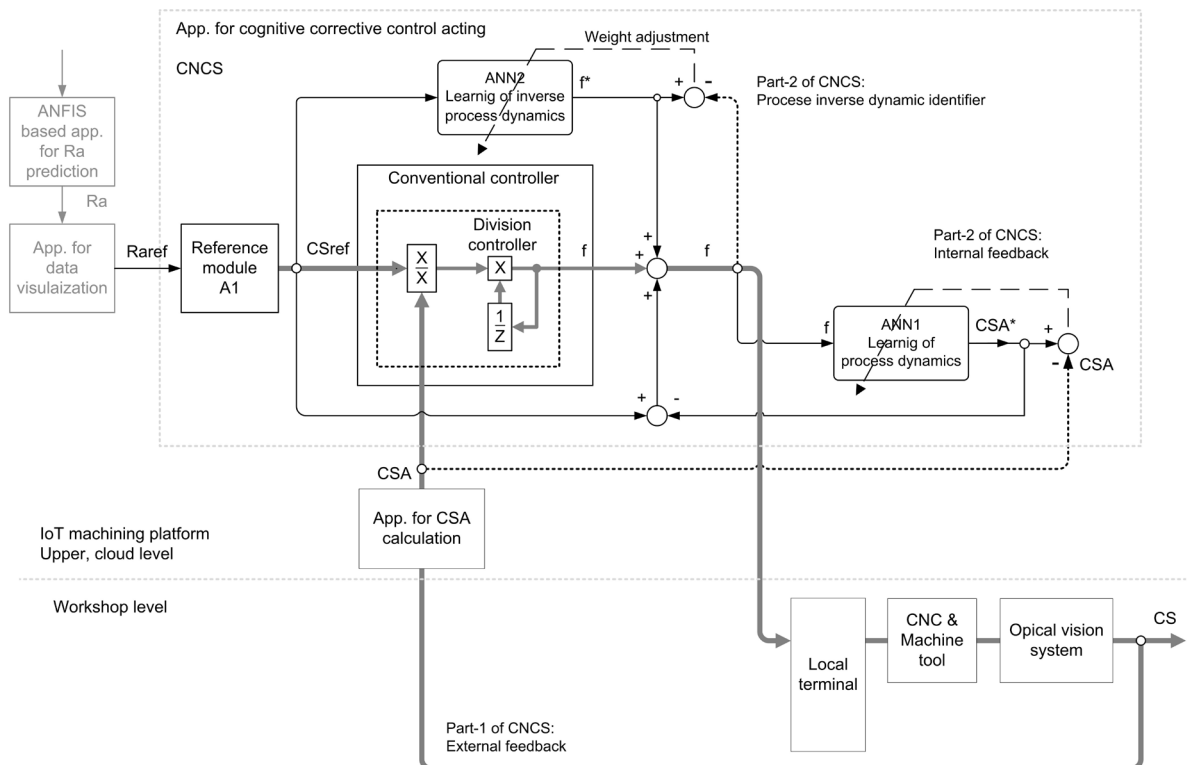 App. for cognitive corrective control acting
CNCS
Weight adjustment
ANN2
Learnig of inverse
process dynamics
f*
+
-
Part-2 of CNCS:
Procese inverse dynamic identifier
ANFIS
based app.
for Ra
prediction
Ra
App. for
data
visulaization
Raref
Reference
module
A1
CSref
Conventional controller
Division
controller
X
X
X
1
Z
f
+
+
+
f
Part-2 of CNCS:
Internal feedback
f
ANN1
Learnig of
process dynamics
CSA*
+
-
CSA
+
-
CSA
App. for CSA
calculation
IoT machining platform
Upper, cloud level
Workshop level
Local
terminal
CNC &
Machine
tool
Opical vision
system
CS
Part-1 of CNCS:
External feedback